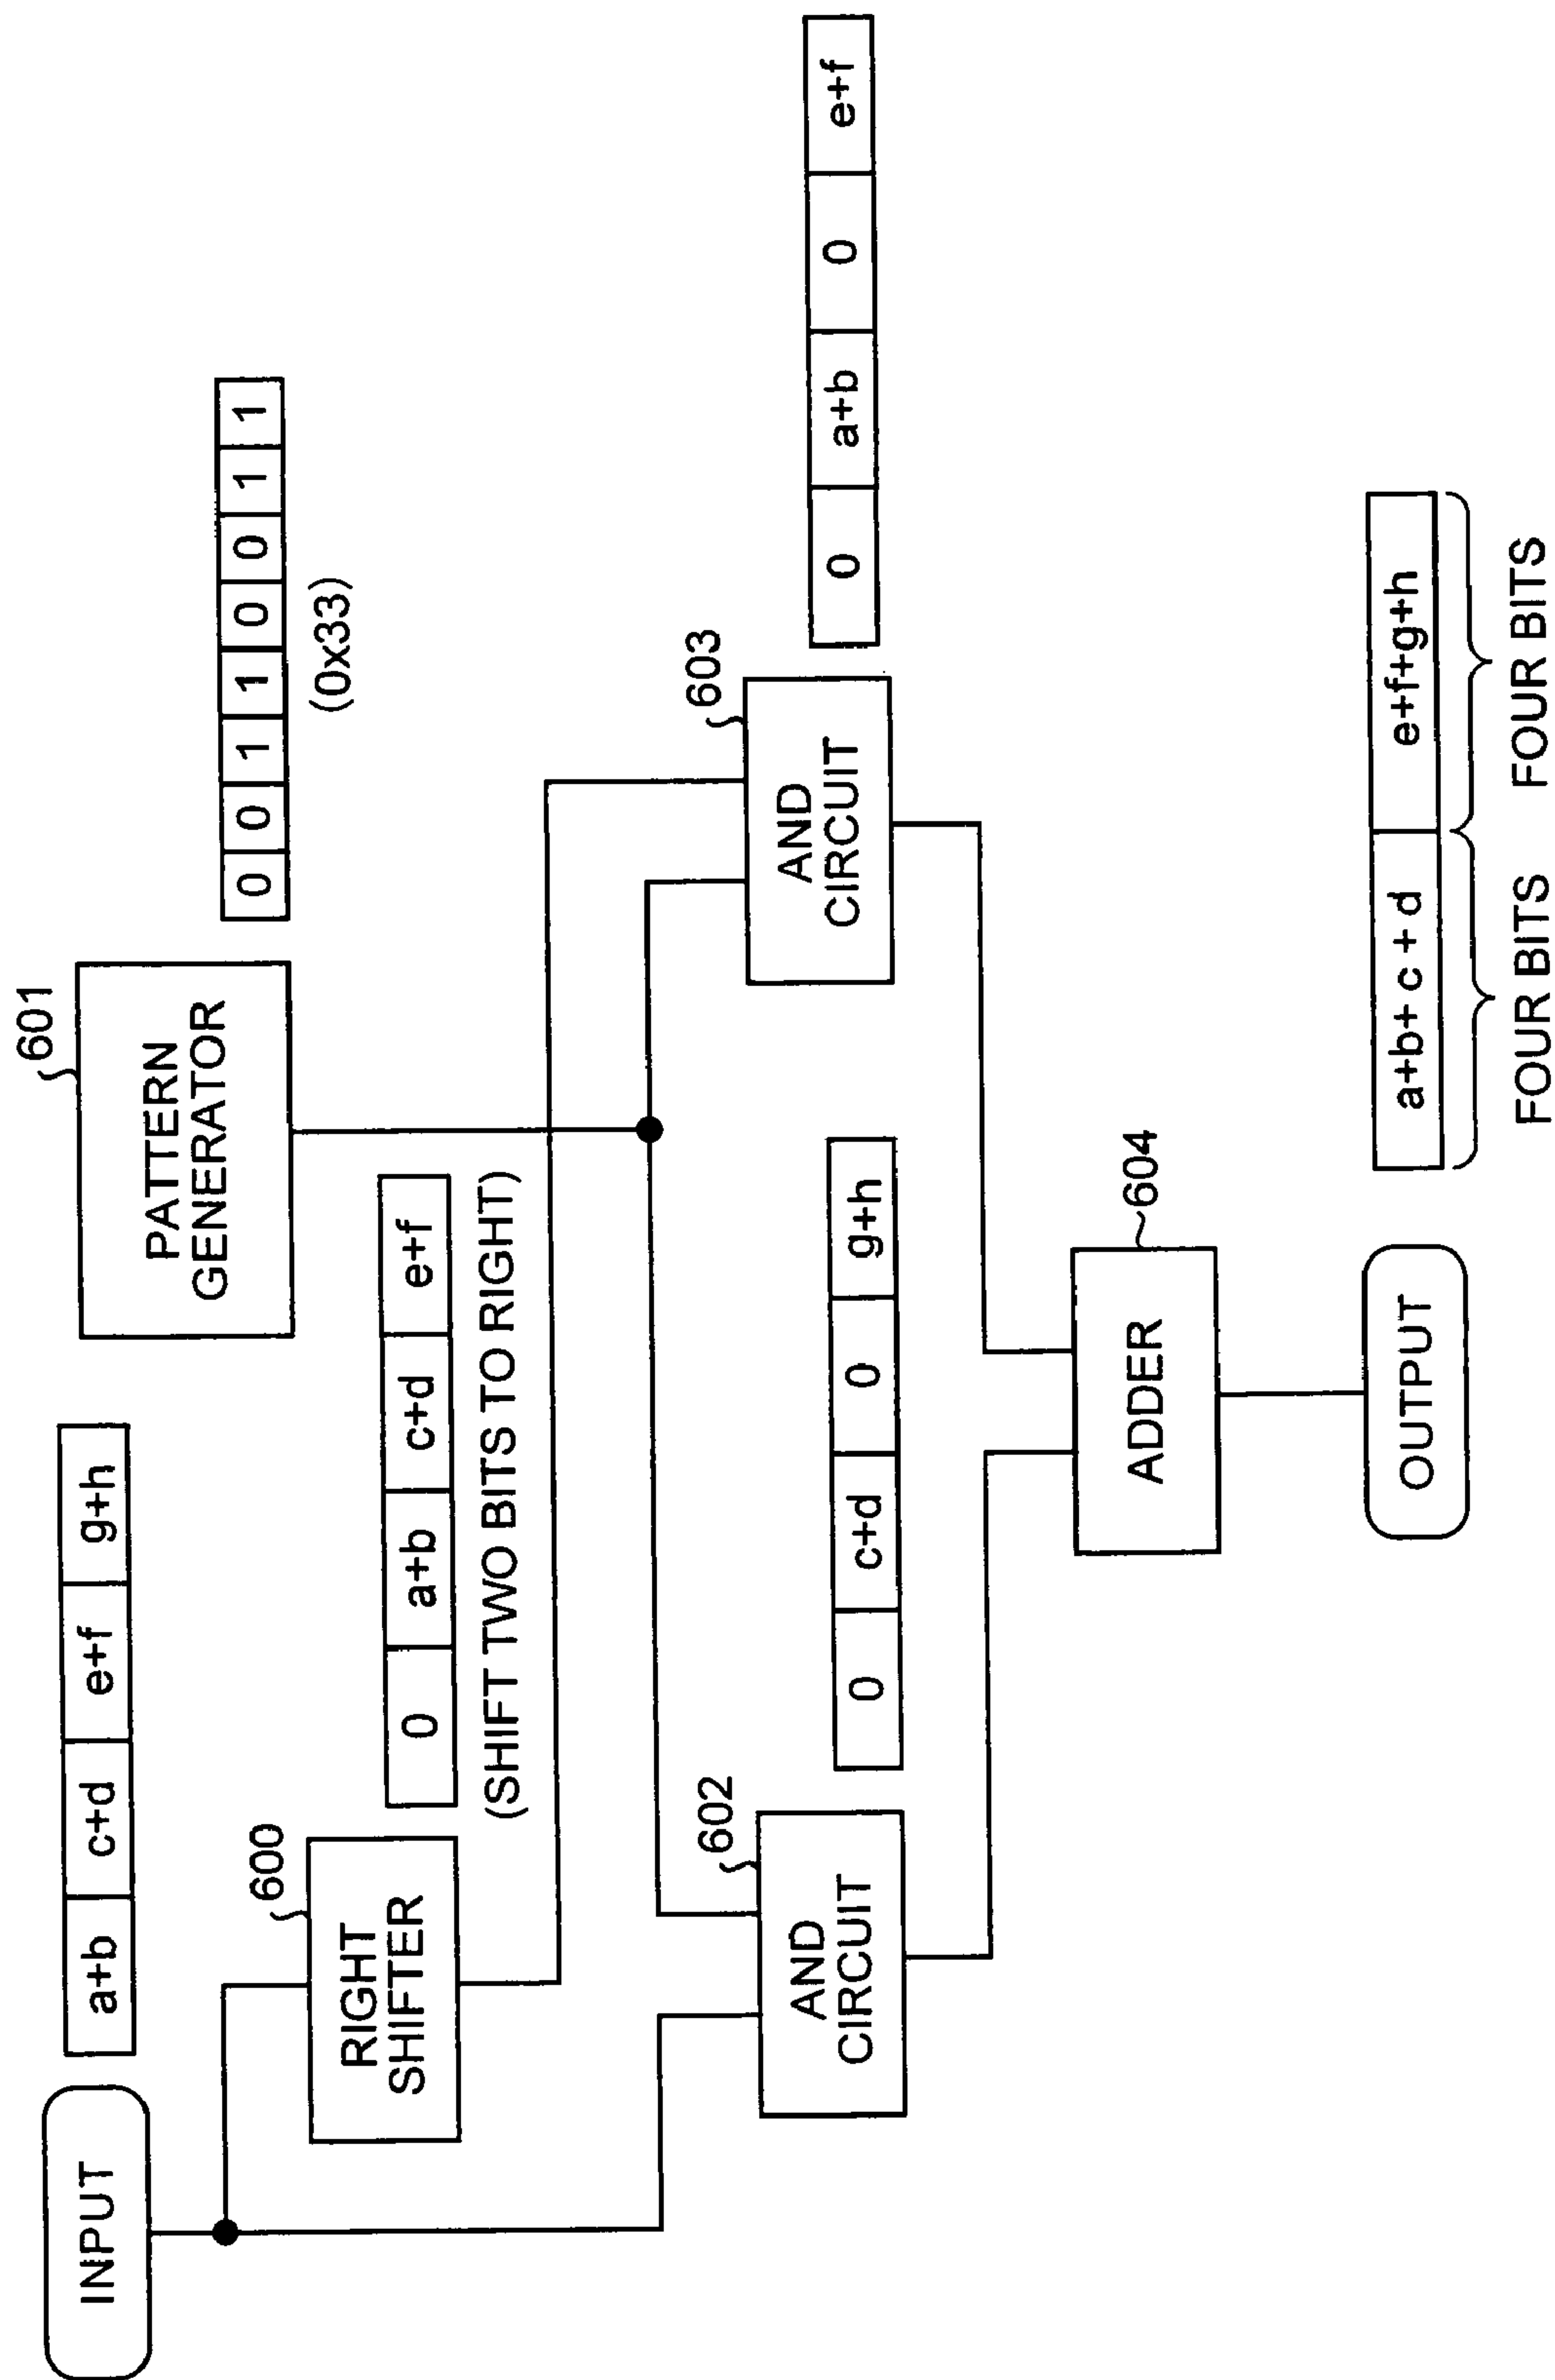 INPUT
a+b c+d e+f g+h
601
PATTERN
GENERATOR
0 0 1 1 0 0 1 1
(0x33)
600
RIGHT
SHIFTER
0 a+b c+d e+f
(SHIFT TWO BITS TO RIGHT)
602
AND
CIRCUIT
0 c+d 0 g+h
603
AND
CIRCUIT
0 a+b 0 e+f
604
ADDER
OUTPUT
a+b+ c + d e+f+g+h
FOUR BITS FOUR BITS